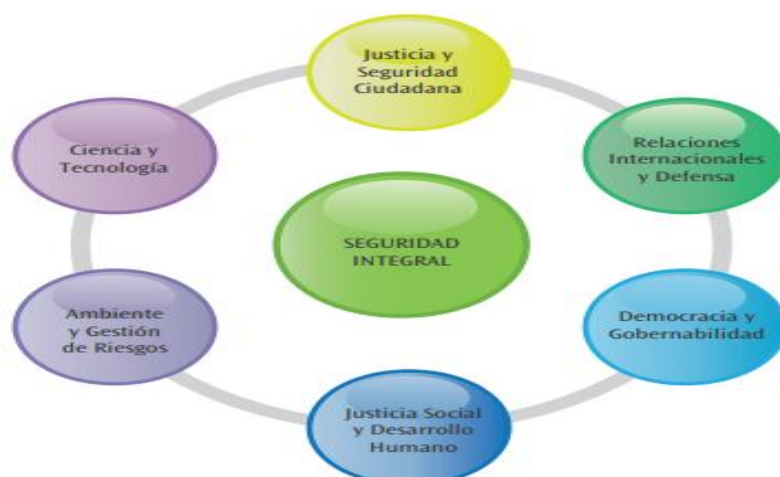 Justicia y
Seguridad
Ciudadana
Ciencia y
Tecnología
Relaciones
Internacionales
y Defensa
SEGURIDAD
INTEGRAL
Ambiente
y Gestión
de Riesgos
Democracia y
Gobernabilidad
Justicia Social
y Desarrollo
Humano